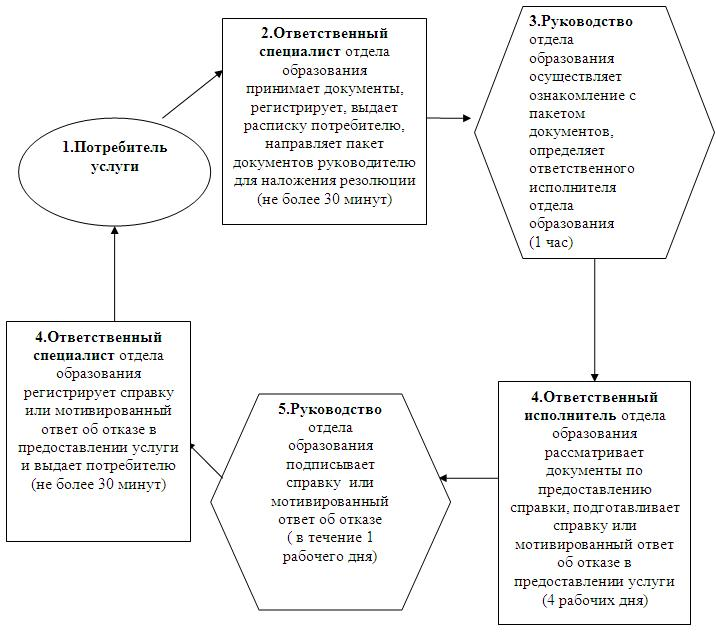 1.Потребитель
услуги
2.Ответственный
специалист отдела
образования
принимает документы,
регистрирует, выдает
расписку потребителю,
направляет пакет
документов руководителю
для наложения резолюции
(не более 30 минут)
3.Руководство
отдела
образования
осуществляет
ознакомление с
пакетом
документов,
определяет
ответственного
исполнителя
отдела
образования
(1 час)
4.Ответственный
исполнитель отдела
образования
рассматривает
документы по
предоставлению
справки, подготавливает
справку или
мотивированный ответ
об отказе в
предоставлении услуги
(4 рабочих дня)
5.Руководство
отдела
образования
подписывает
справку или
мотивированный
ответ об отказе
( в течение 1
рабочего дня)
4.Ответственный
специалист отдела
образования
регистрирует справку
или мотивированный
ответ об отказе в
предоставлении услуги
и выдает потребителю
(не более 30 минут)